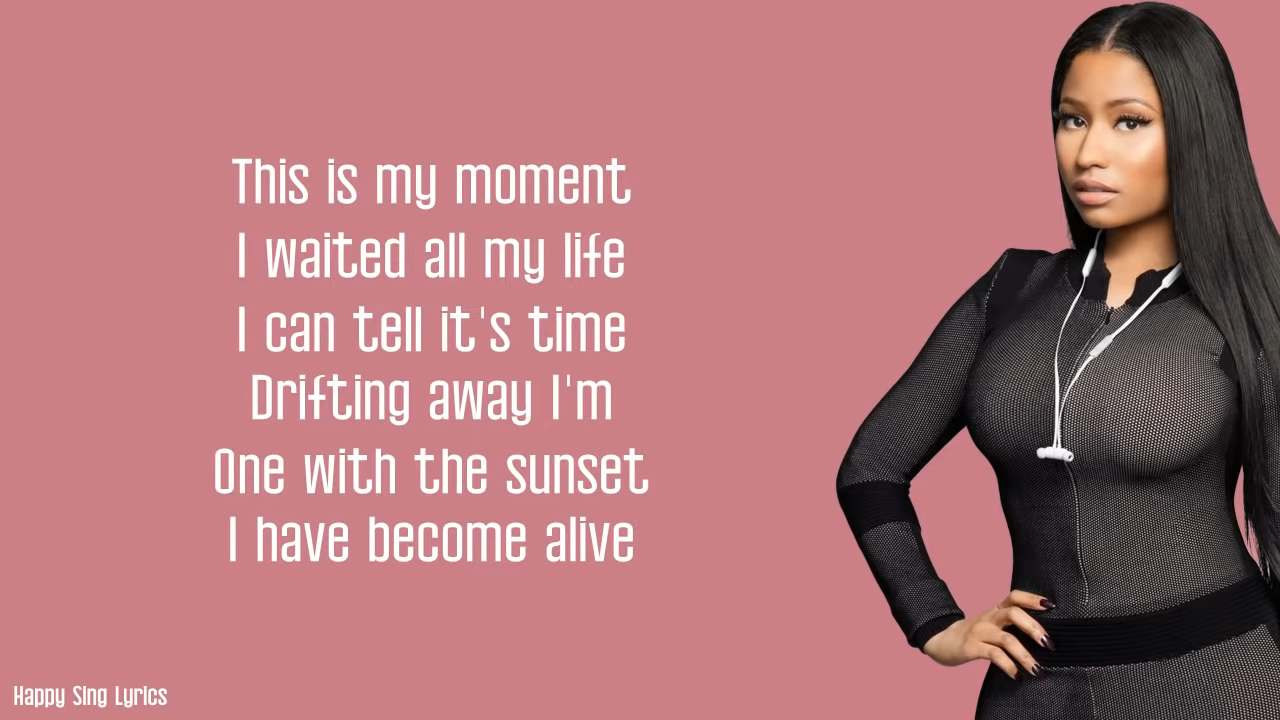 This is my moment
I waited all my life
I can tell it's time
Drifting away I'm
One with the sunset
I have become alive
Happy Sing Lyrics